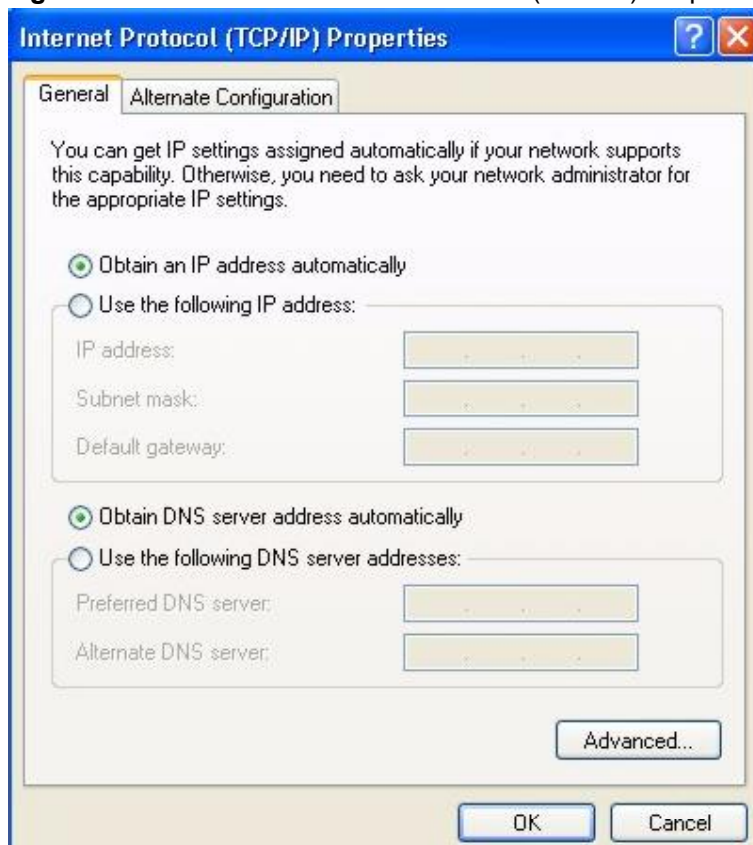 Internet Protocol (TCP/IP) Properties
General
Alternate Configuration
You can get IP settings assigned automatically if your network supports
this capability. Otherwise, you need to ask your network administrator for
the appropriate IP settings.
Obtain an IP address automatically
Use the following IP address:
IP address:
Subnet mask:
Default gateway:
Obtain DNS server address automatically
Use the following DNS server addresses:
Preferred DNS server:
Alternate DNS server:
Advanced...
OK
Cancel